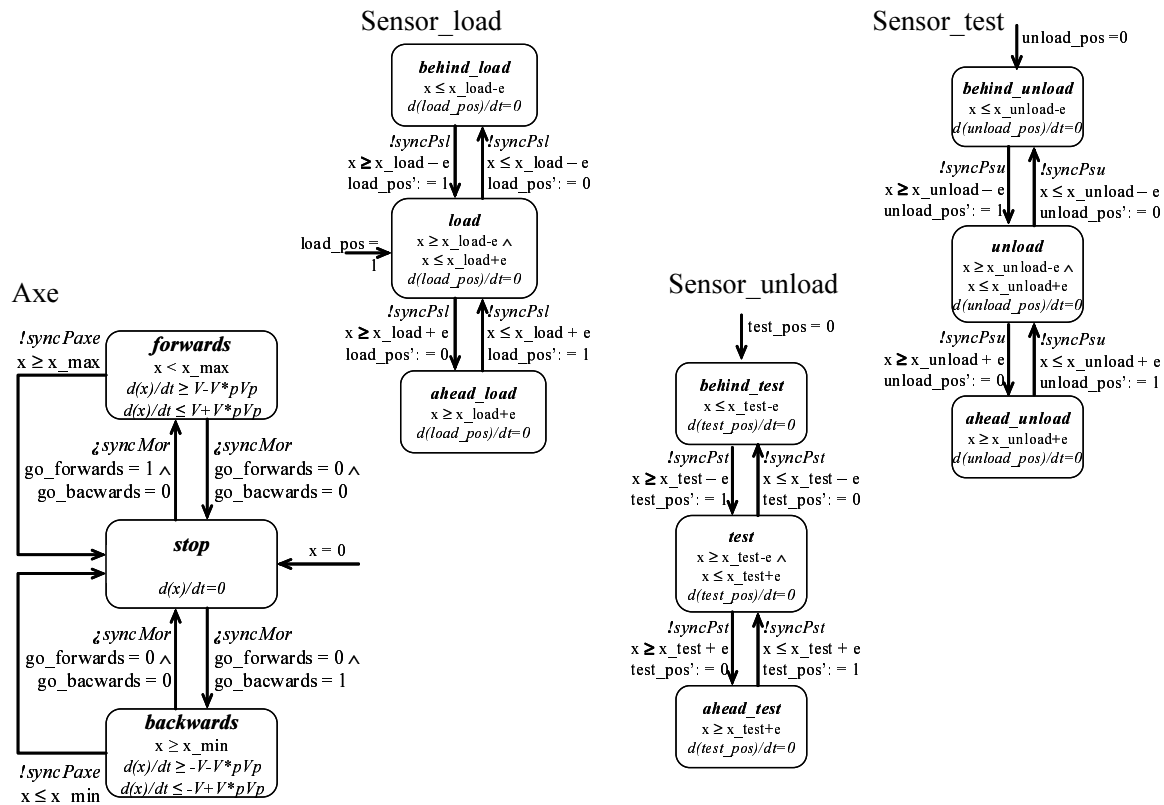 Sensor_load
behind_load
x ≤ x_load-e
d(load_pos)/dt=0
!syncPsl
x ≥ x_load – e
load_pos': = 1
!syncPsl
x ≤ x_load – e
load_pos': = 0
load_pos =
1
load
x ≥ x_load-e ∧
x ≤ x_load+e
d(load_pos)/dt=0
!syncPsl
x ≥ x_load + e
load_pos': = 0
!syncPsl
x ≤ x_load + e
load_pos': = 1
ahead_load
x ≥ x_load+e
d(load_pos)/dt=0
Sensor_test
unload_pos =0
behind_unload
x ≤ x_unload-e
d(unload_pos)/dt=0
!syncPsu
x ≥ x_unload – e
unload_pos': = 1
!syncPsu
x ≤ x_unload – e
unload_pos': = 0
unload
x ≥ x_unload-e ∧
x ≤ x_unload+e
d(unload_pos)/dt=0
!syncPsu
x ≥ x_unload + e
unload_pos': = 0
!syncPsu
x ≤ x_unload + e
unload_pos': = 1
ahead_unload
x ≥ x_unload+e
d(unload_pos)/dt=0
Sensor_unload
test_pos = 0
behind_test
x ≤ x_test-e
d(test_pos)/dt=0
!syncPst
x ≥ x_test – e
test_pos': = 1
!syncPst
x ≤ x_test – e
test_pos': = 0
test
x ≥ x_test-e ∧
x ≤ x_test+e
d(test_pos)/dt=0
!syncPst
x ≥ x_test + e
test_pos': = 0
!syncPst
x ≤ x_test + e
test_pos': = 1
ahead_test
x ≥ x_test+e
d(test_pos)/dt=0
Axe
!syncPaxe
x ≥ x_max
forwards
x < x_max
d(x)/dt ≥ V-V*pVp
d(x)/dt ≤ V+V*pVp
¿syncMor
go_forwards = 1 ∧
go_bacwards = 0
¿syncMor
go_forwards = 0 ∧
go_bacwards = 0
stop
d(x)/dt=0
x = 0
¿syncMor
go_forwards = 0 ∧
go_bacwards = 0
¿syncMor
go_forwards = 0 ∧
go_bacwards = 1
backwards
x ≥ x_min
d(x)/dt ≥ -V-V*pVp
d(x)/dt ≤ -V+V*pVp
!syncPaxe
x ≤ x_min